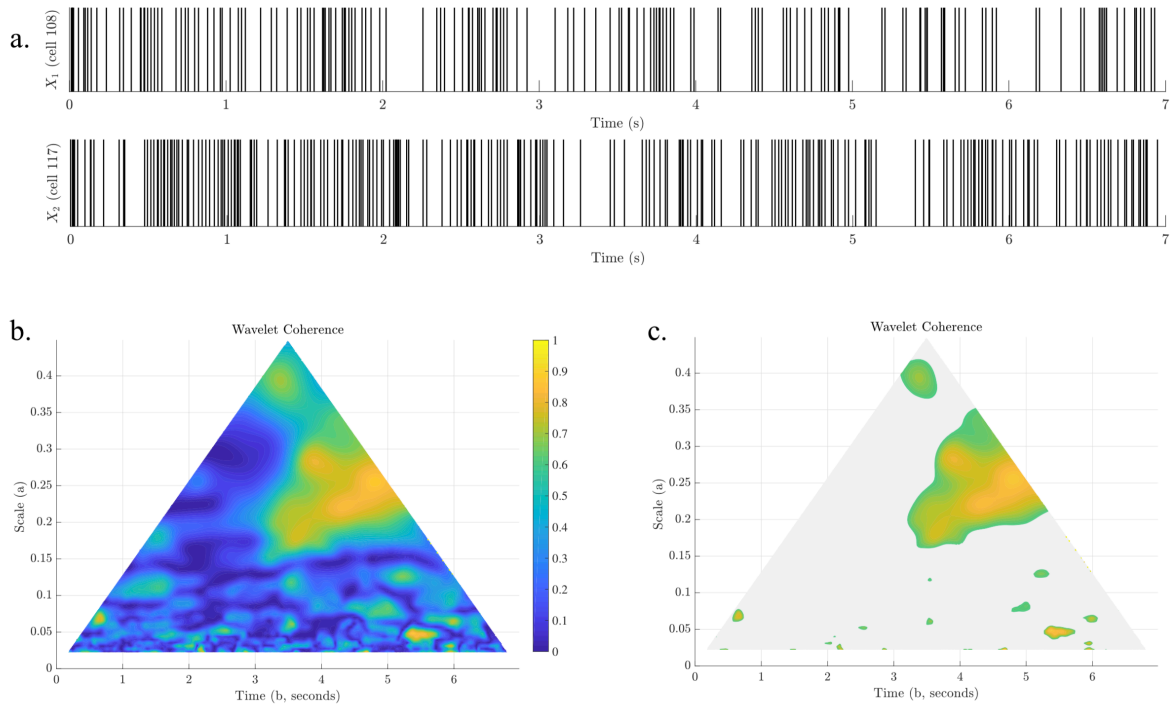 a.
X₁ (cell 108)
0 1 2 3 4 5 6 7
Time (s)
X₂ (cell 117)
0 1 2 3 4 5 6 7
Time (s)
b.
Wavelet Coherence
Scale (a)
0.4
0.35
0.3
0.25
0.2
0.15
0.1
0.05
0
0 1 2 3 4 5 6
Time (b, seconds)
1
0.9
0.8
0.7
0.6
0.5
0.4
0.3
0.2
0.1
0
c.
Wavelet Coherence
Scale (a)
0.4
0.35
0.3
0.25
0.2
0.15
0.1
0.05
0
0 1 2 3 4 5 6
Time (b, seconds)